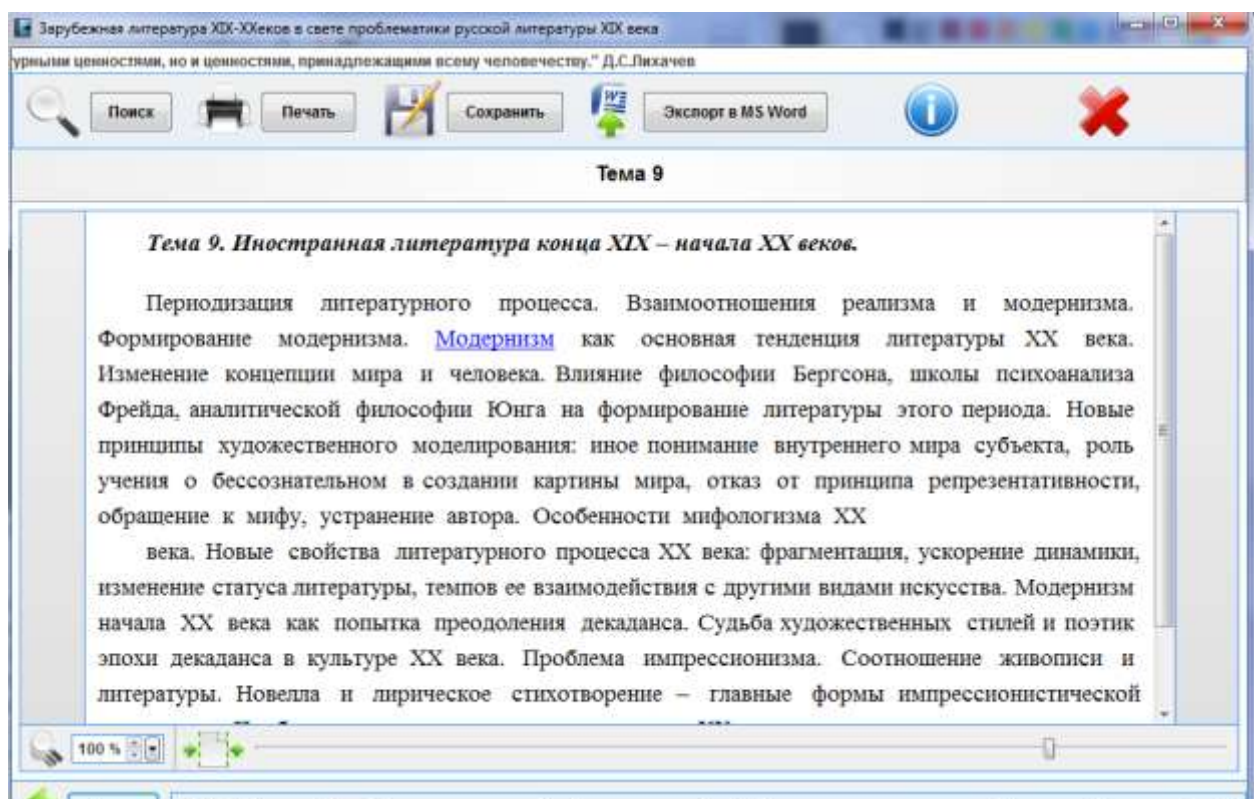 Зарубежная литература XIX-XXеков в свете проблематики русской литературы XIX века
урными ценностями, но и ценностями, принадлежащими всему человечеству." Д.С.Лихачев
Поиск Печать Сохранить Экспорт в MS Word
Тема 9
Тема 9. Иностранная литература конца XIX – начала XX веков.
Периодизация литературного процесса. Взаимоотношения реализма и модернизма.
Формирование модернизма. Модернизм как основная тенденция литературы XX века.
Изменение концепции мира и человека. Влияние философии Бергсона, школы психоанализа
Фрейда, аналитической философии Юнга на формирование литературы этого периода. Новые
принципы художественного моделирования: иное понимание внутреннего мира субъекта, роль
учения о бессознательном в создании картины мира, отказ от принципа репрезентативности,
обращение к мифу, устранение автора. Особенности мифологизма XX
века. Новые свойства литературного процесса XX века: фрагментация, ускорение динамики,
изменение статуса литературы, темпов ее взаимодействия с другими видами искусства. Модернизм
начала XX века как попытка преодоления декаданса. Судьба художественных стилей и поэтик
эпохи декаданса в культуре XX века. Проблема импрессионизма. Соотношение живописи и
литературы. Новелла и лирическое стихотворение – главные формы импрессионистической
100 %